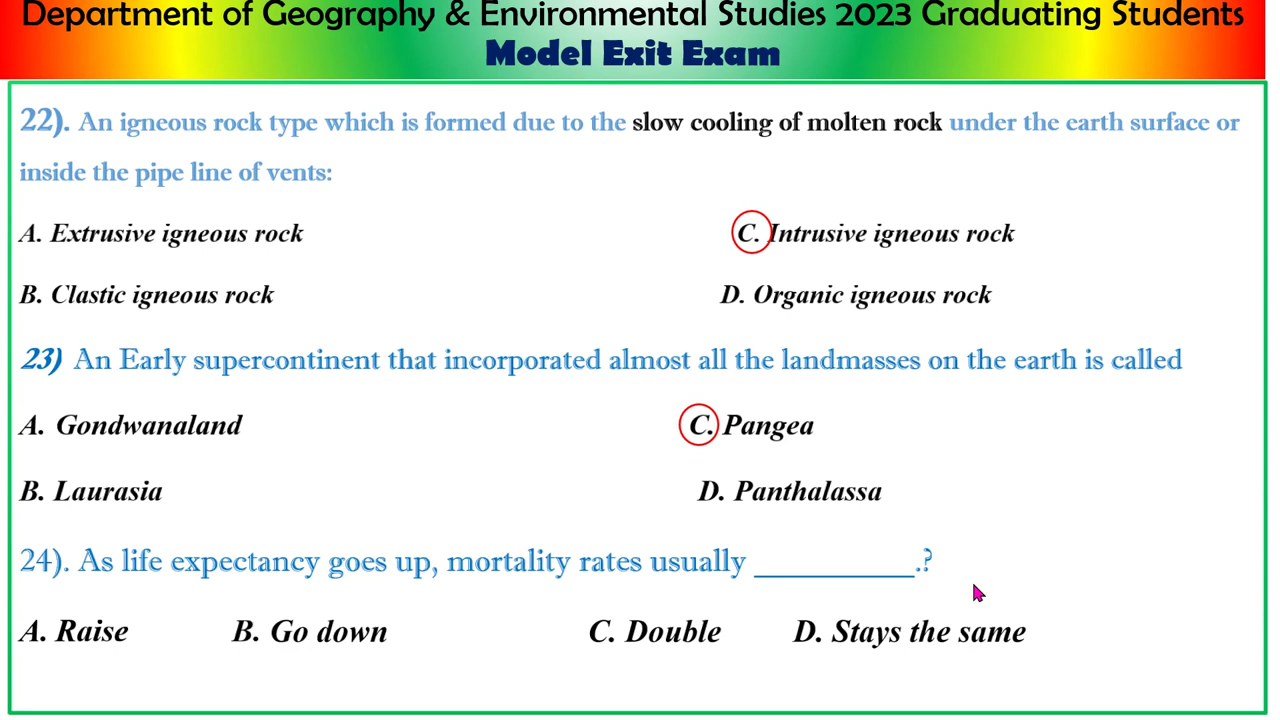 Department of Geography & Environmental Studies 2023 Graduating Students
Model Exit Exam
22). An igneous rock type which is formed due to the slow cooling of molten rock under the earth surface or
inside the pipe line of vents:
A. Extrusive igneous rock C. Intrusive igneous rock
B. Clastic igneous rock D. Organic igneous rock
23) An Early supercontinent that incorporated almost all the landmasses on the earth is called
A. Gondwanaland C. Pangea
B. Laurasia D. Panthalassa
24). As life expectancy goes up, mortality rates usually __________.?
A. Raise B. Go down C. Double D. Stays the same